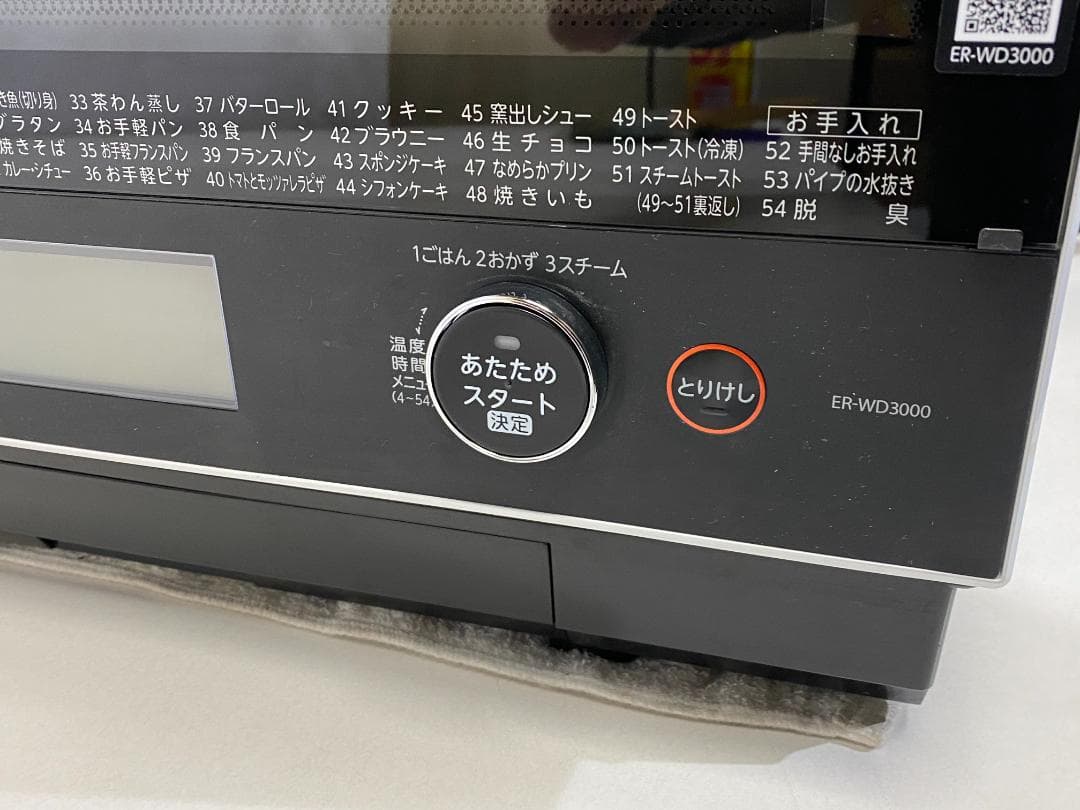 ER-WD3000
き魚(切り身) 33 茶わん蒸し 37 バターロール 41 クッキー 45 窯出しシュー 49 トースト お手入れ
グラタン 34 お手軽パン 38 食パン 42 ブラウニー 46 生チョコ 50 トースト(冷凍) 52 手間なしお手入れ
焼きそば 35 お手軽フランスパン 39 フランスパン 43 スポンジケーキ 47 なめらかプリン 51 スチームトースト 53 パイプの水抜き
カレー・シチュー 36 お手軽ピザ 40 トマトとモッツァレラピザ 44 シフォンケーキ 48 焼きいも (49~51裏返し) 54 脱臭
1ごはん 2おかず 3スチーム
温度
時間
メニュー
(4~54)
あたため
スタート
決定
とりけし
ER-WD3000